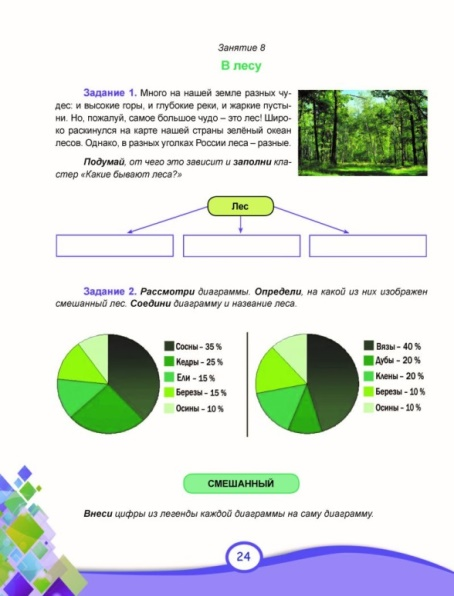 Занятие 8
В лесу
Задание 1. Много на нашей земле разных чу-
дес: и высокие горы, и глубокие реки, и жаркие пусты-
ни. Но, пожалуй, самое большое чудо – это лес! Широ-
ко раскинулся на карте нашей страны зелёный океан
лесов. Однако, в разных уголках России леса – разные.
Подумай, от чего это зависит и заполни кла-
стер «Какие бывают леса?»
Лес
Задание 2. Рассмотри диаграммы. Определи, на какой из них изображен
смешанный лес. Соедини диаграмму и название леса.
Сосны – 35 %
Кедры – 25 %
Ели – 15 %
Березы – 15 %
Осины – 10 %
Вязы – 40 %
Дубы – 20 %
Клены – 20 %
Березы – 10 %
Осины – 10 %
СМЕШАННЫЙ
Внеси цифры из легенды каждой диаграммы на саму диаграмму.
24